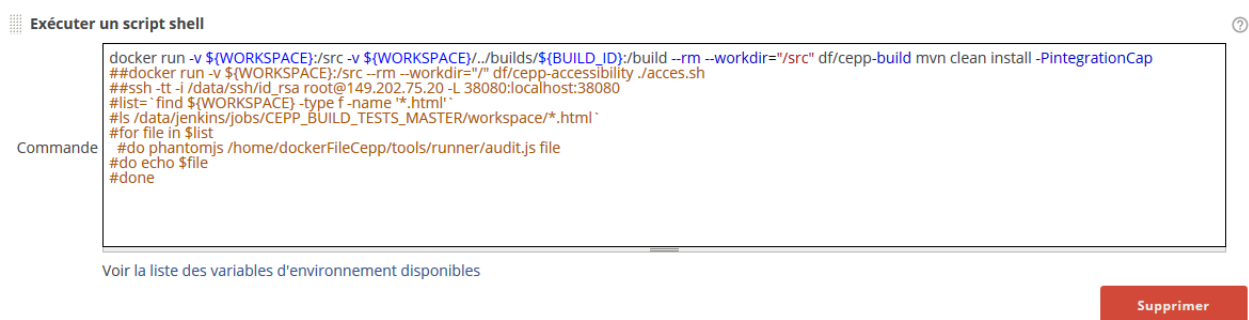 Exécuter un script shell
docker run -v ${WORKSPACE}:/src -v ${WORKSPACE}/../builds/${BUILD_ID}:/build --rm --workdir="/src" df/cepp-build mvn clean install -PintegrationCap
##docker run -v ${WORKSPACE}:/src --rm --workdir="/" df/cepp-accessibility ./acces.sh
##ssh -tt -i /data/ssh/id_rsa root@149.202.75.20 -L 38080:localhost:38080
#list=`find ${WORKSPACE} -type f -name '*.html'`
#ls /data/jenkins/jobs/CEPP_BUILD_TESTS_MASTER/workspace/*.html`
#for file in $list
#do phantomjs /home/dockerFileCepp/tools/runner/audit.js file
#do echo $file
#done
Commande
Voir la liste des variables d'environnement disponibles
Supprimer